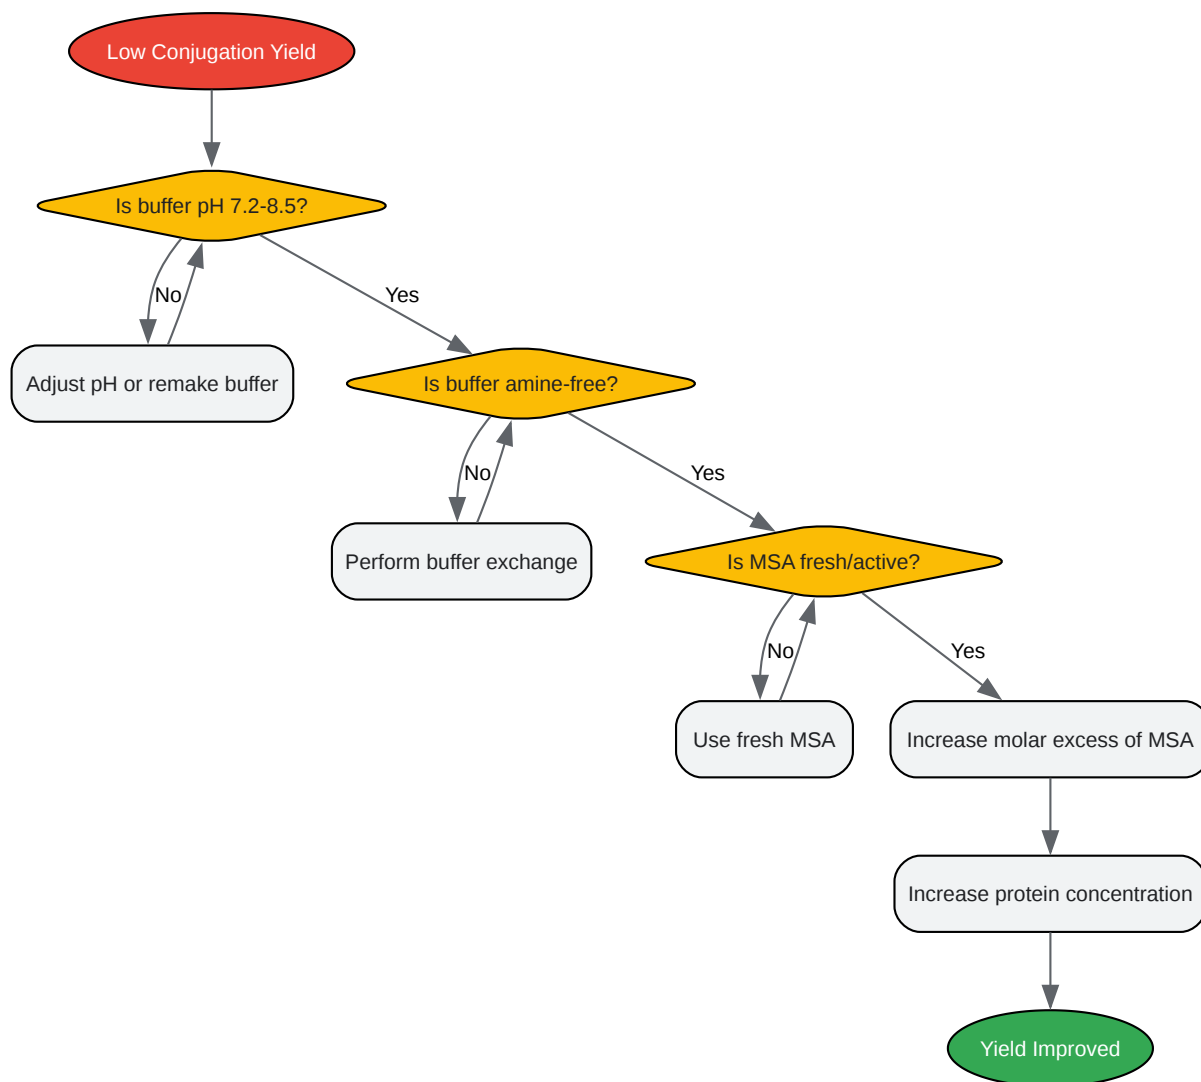 Low Conjugation Yield
Is buffer pH 7.2-8.5?
No
Yes
Adjust pH or remake buffer
Is buffer amine-free?
No
Yes
Perform buffer exchange
Is MSA fresh/active?
No
Yes
Use fresh MSA
Increase molar excess of MSA
Increase protein concentration
Yield Improved